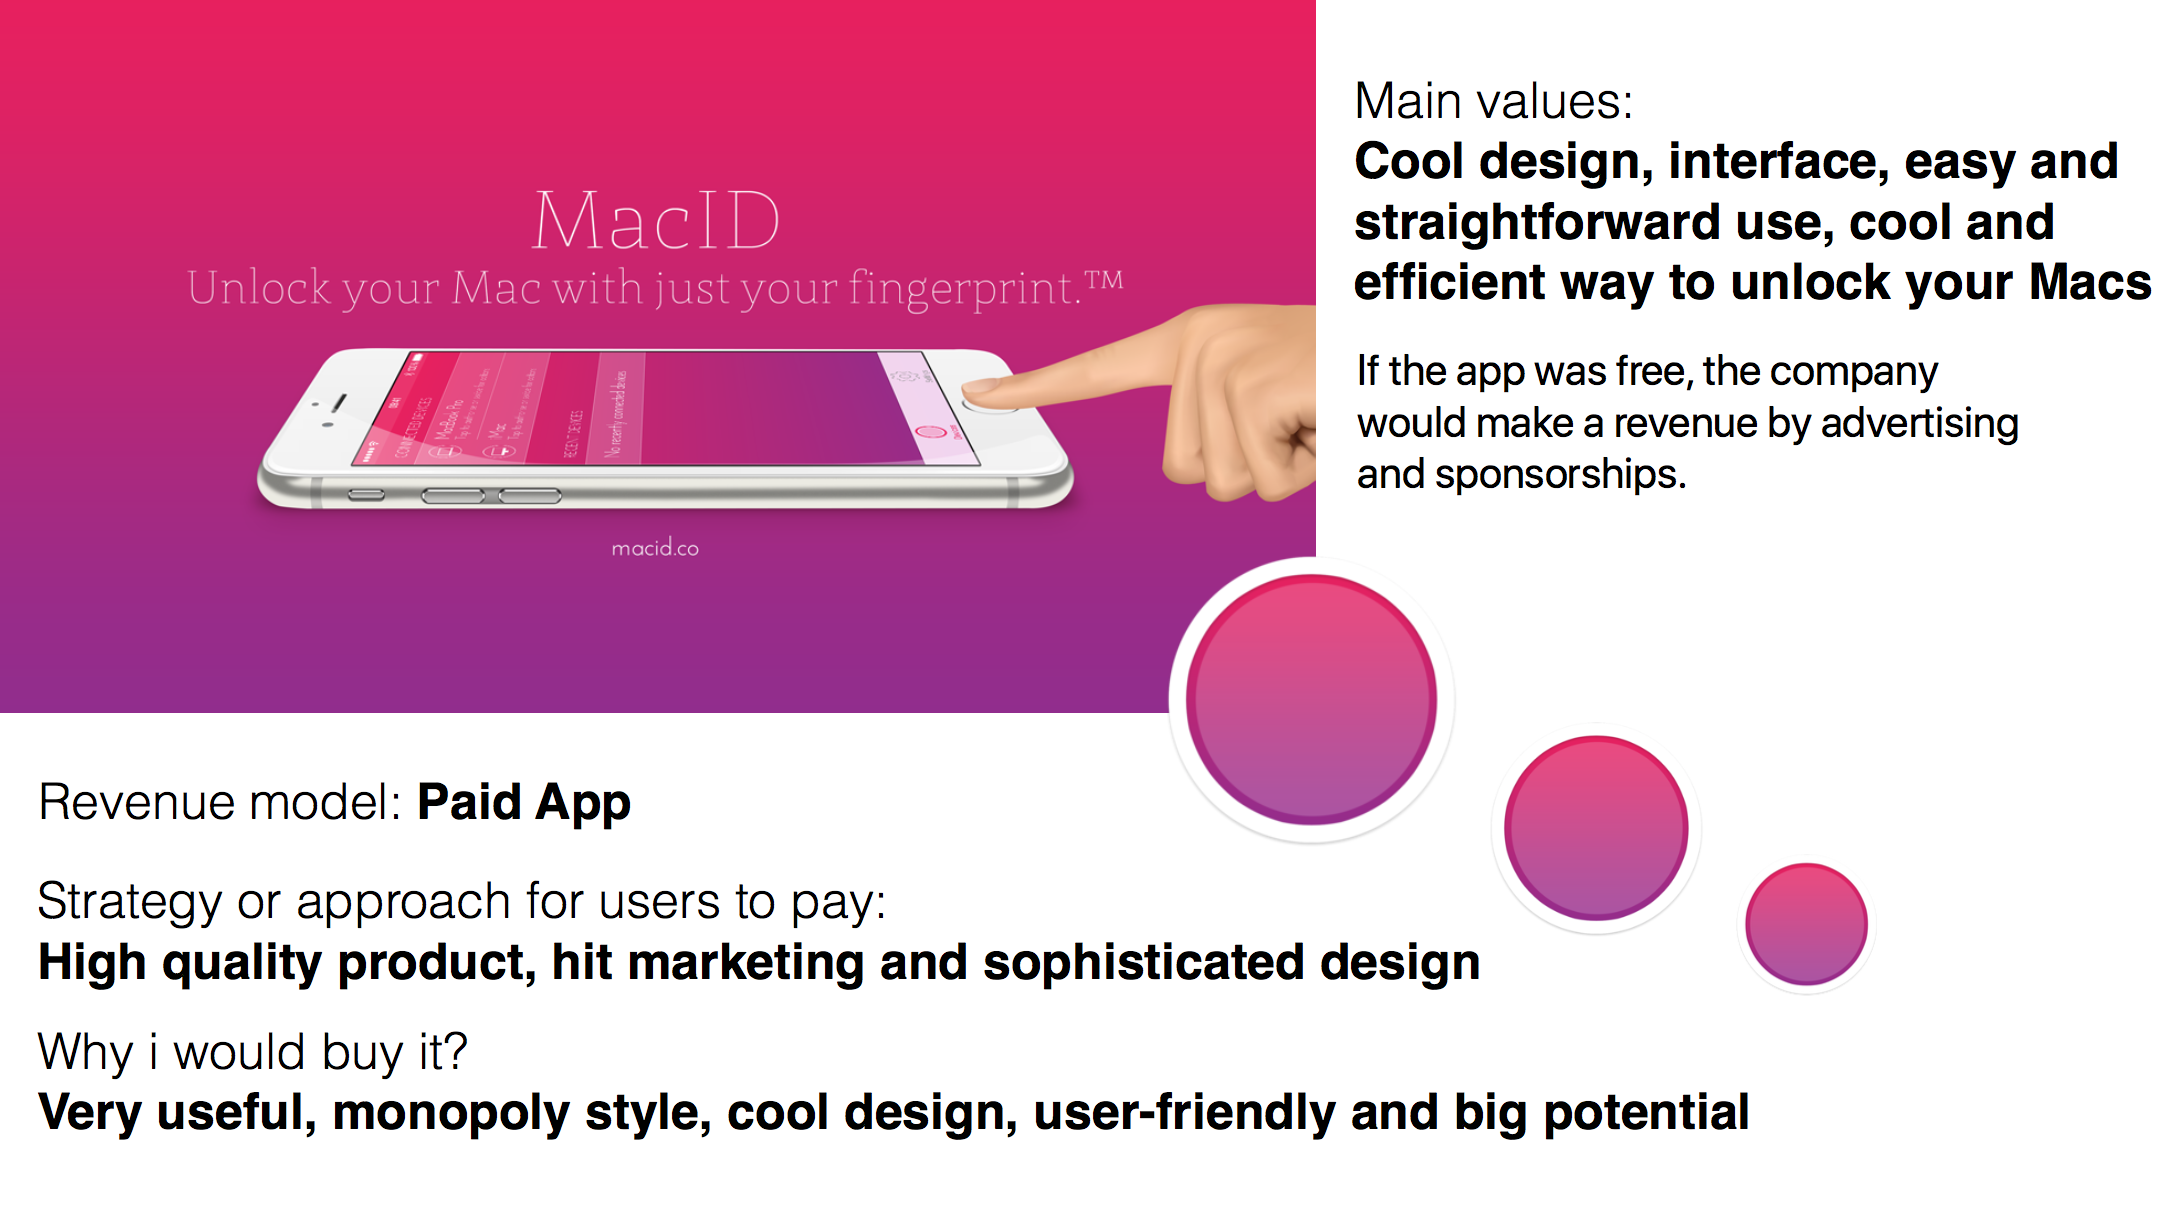 MacID
Unlock your Mac with just your fingerprint.™
CONNECTED DEVICES
MacBook Pro
Mac
RECENT DEVICES
No recently connected devices
macid.co
Main values:
Cool design, interface, easy and
straightforward use, cool and
efficient way to unlock your Macs
If the app was free, the company
would make a revenue by advertising
and sponsorships.
Revenue model: Paid App
Strategy or approach for users to pay:
High quality product, hit marketing and sophisticated design
Why i would buy it?
Very useful, monopoly style, cool design, user-friendly and big potential